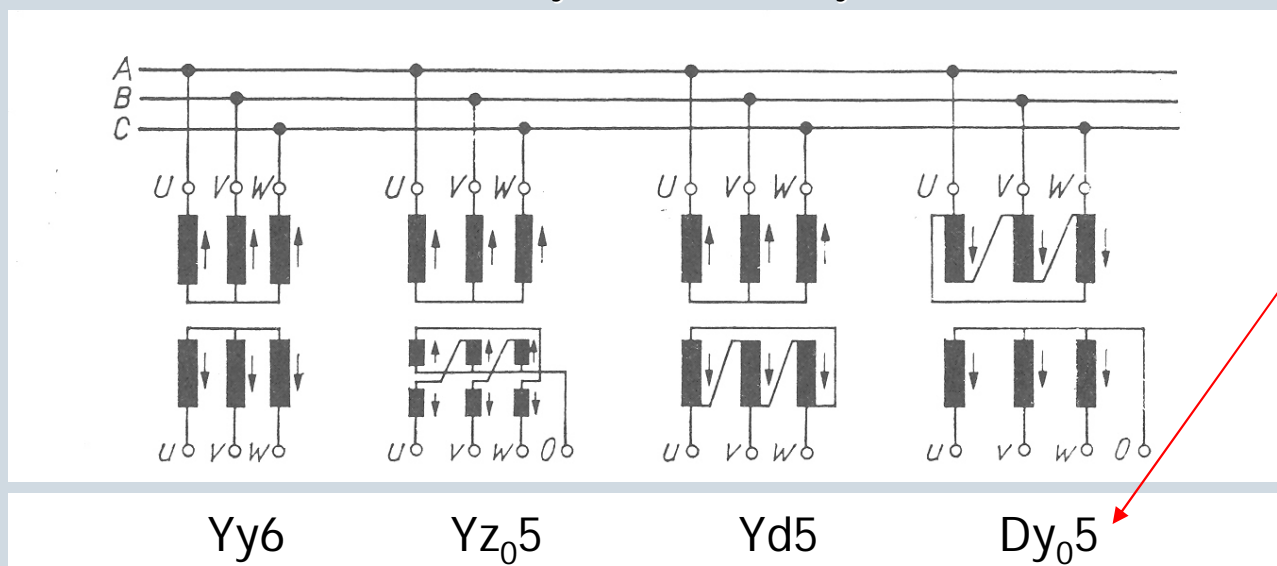 A
B
C
U V W U V W U V W U V W
U V W U V W 0 U V W U V W 0
Yy6 Yz₀5 Yd5 Dy₀5